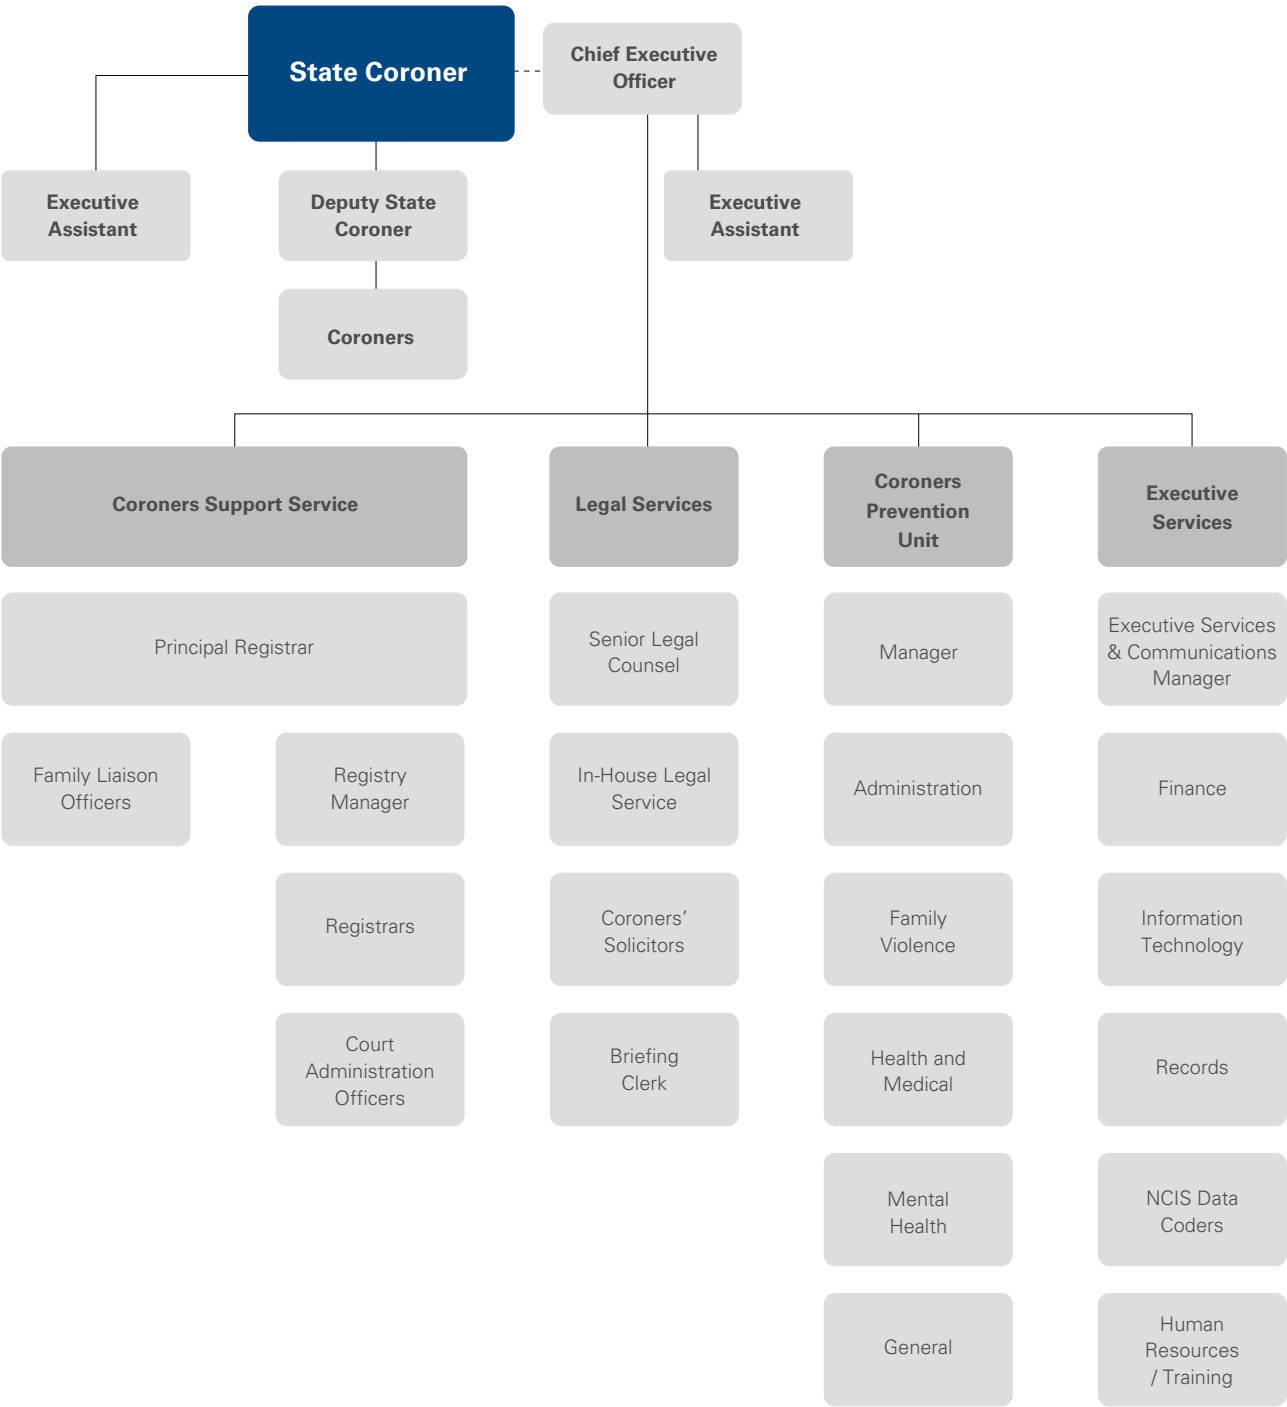 State Coroner
Chief Executive
Officer
Executive
Assistant
Deputy State
Coroner
Executive
Assistant
Coroners
Coroners Support Service
Legal Services
Coroners
Prevention
Unit
Executive
Services
Principal Registrar
Senior Legal
Counsel
Manager
Executive Services
& Communications
Manager
Family Liaison
Officers
Registry
Manager
In-House Legal
Service
Administration
Finance
Registrars
Coroners’
Solicitors
Family
Violence
Information
Technology
Court
Administration
Officers
Briefing
Clerk
Health and
Medical
Records
Mental
Health
NCIS Data
Coders
General
Human
Resources
/ Training